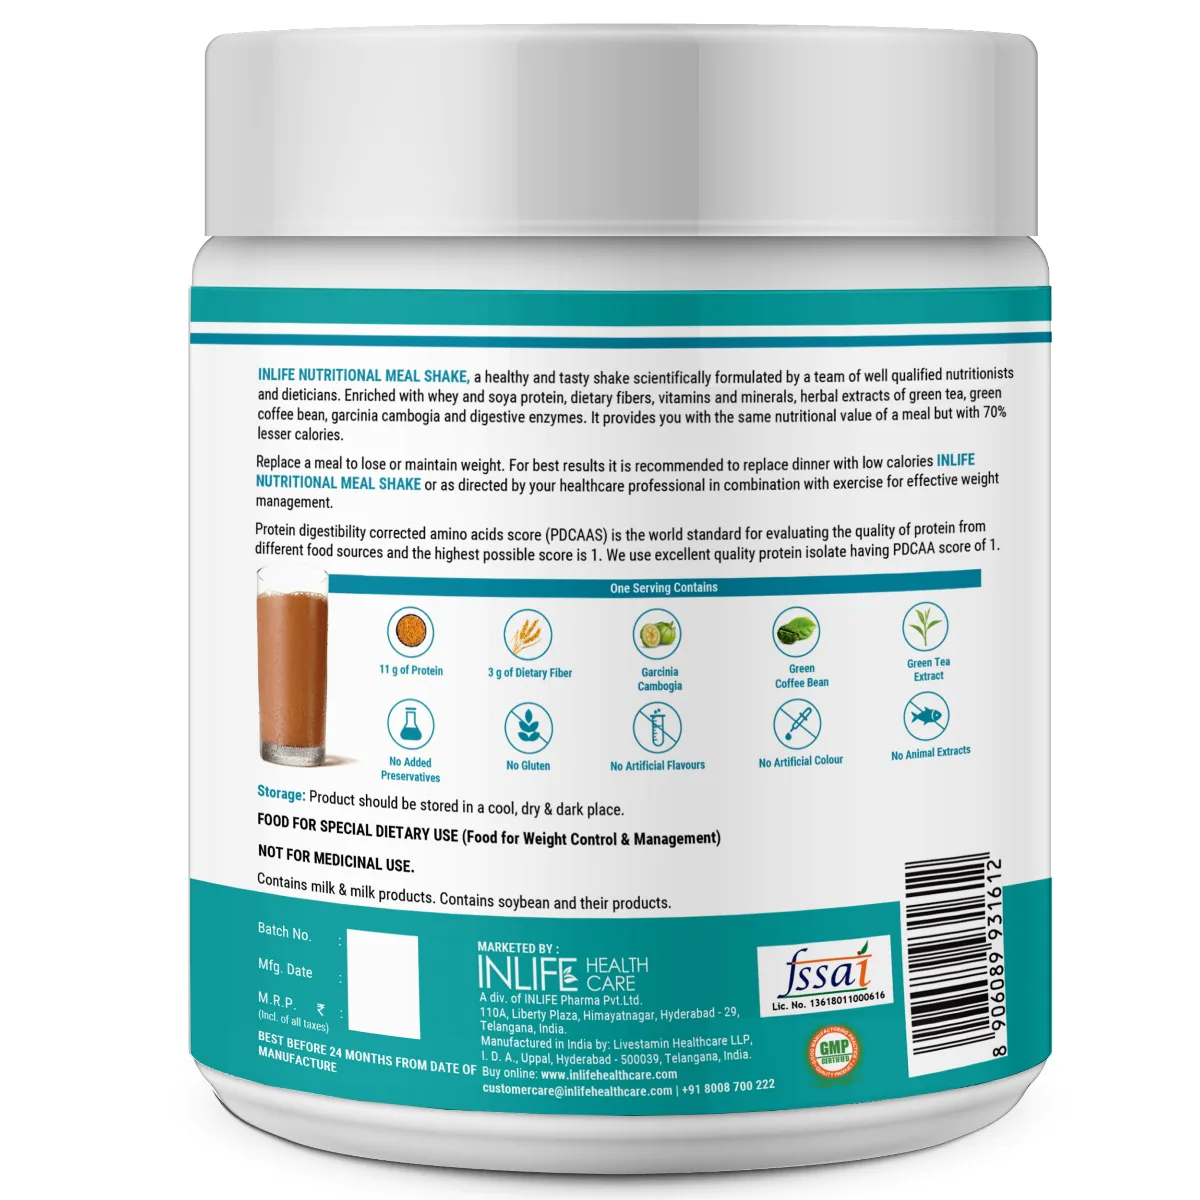 INLIFE NUTRITIONAL MEAL SHAKE, a healthy and tasty shake scientifically formulated by a team of well qualified nutritionists
and dieticians. Enriched with whey and soya protein, dietary fibers, vitamins and minerals, herbal extracts of green tea, green
coffee bean, garcinia cambogia and digestive enzymes. It provides you with the same nutritional value of a meal but with 70%
lesser calories.
Replace a meal to lose or maintain weight. For best results it is recommended to replace dinner with low calories INLIFE
NUTRITIONAL MEAL SHAKE or as directed by your healthcare professional in combination with exercise for effective weight
management.
Protein digestibility corrected amino acids score (PDCAAS) is the world standard for evaluating the quality of protein from
different food sources and the highest possible score is 1. We use excellent quality protein isolate having PDCAA score of 1.
One Serving Contains
11 g of Protein
3 g of Dietary Fiber
Garcinia
Cambogia
Green
Coffee Bean
Green Tea
Extract
No Added
Preservatives
No Gluten
No Artificial Flavours
No Artificial Colour
No Animal Extracts
Storage: Product should be stored in a cool, dry & dark place.
FOOD FOR SPECIAL DIETARY USE (Food for Weight Control & Management)
NOT FOR MEDICINAL USE.
Contains milk & milk products. Contains soybean and their products.
Batch No. :
Mfg. Date :
M.R.P. ₹ :
(Incl. of all taxes)
BEST BEFORE 24 MONTHS FROM DATE OF
MANUFACTURE
MARKETED BY :
INLIFE HEALTH
CARE
A div. of INLIFE Pharma Pvt.Ltd.
110A, Liberty Plaza, Himayatnagar, Hyderabad - 29,
Telangana, India.
Manufactured in India by: Livestamin Healthcare LLP,
I. D. A., Uppal, Hyderabad - 500039, Telangana, India.
Buy online: www.inlifehealthcare.com
customercare@inlifehealthcare.com | +91 8008 700 222
fssai
Lic. No. 13618011000616
GOOD MANUFACTURING PRACTICE
GMP
CERTIFIED
QUALITY PRODUCT
8 906089 931612